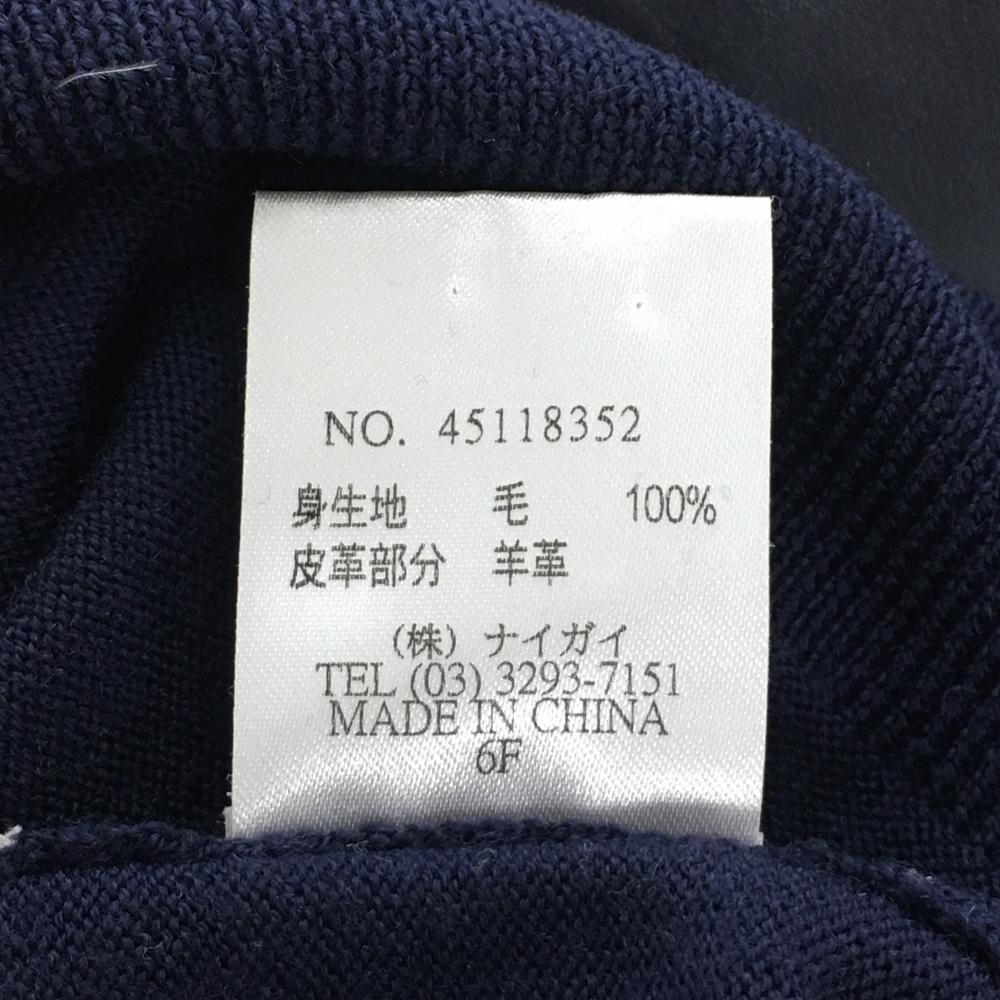 NO. 45118352
身生地 毛 100%
皮革部分 羊革
(株) ナイガイ
TEL (03) 3293-7151
MADE IN CHINA
6F